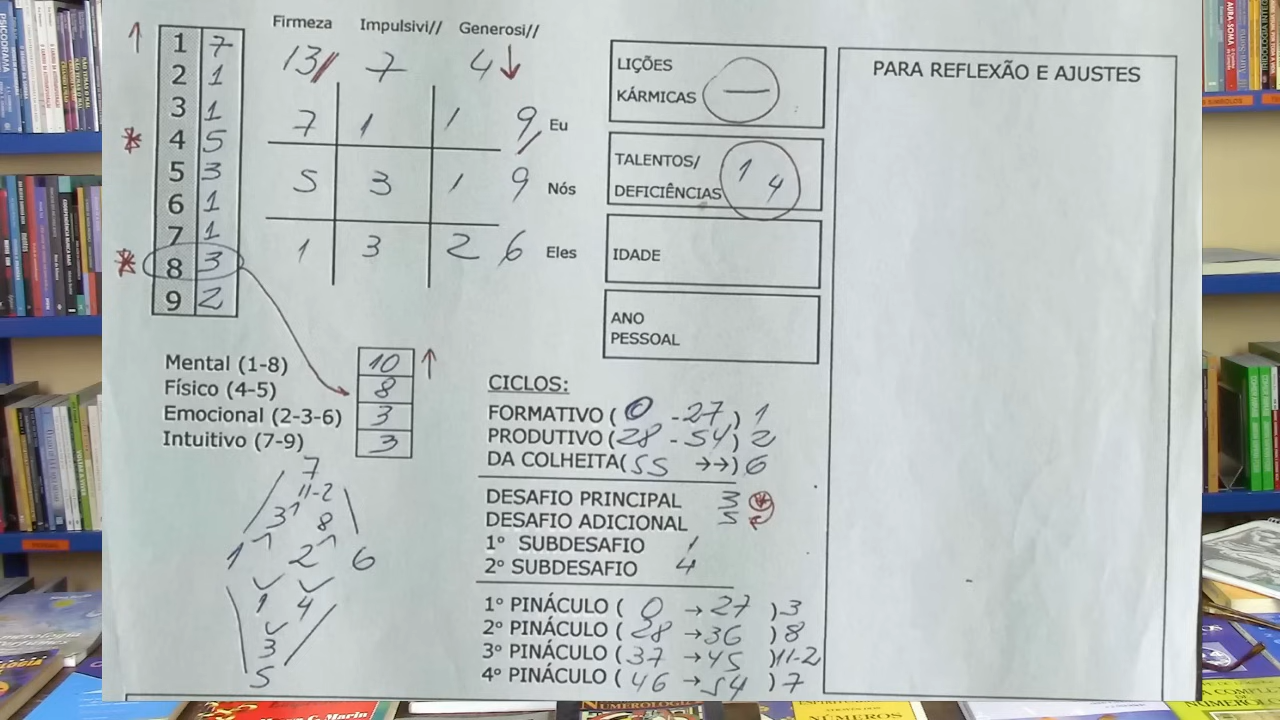 Firmeza Impulsivi// Generosi//
13 7 4
1 7
2 1
3 1
4 5
5 3
6 1
7 1
8 3
9 2
7 1 1 9 Eu
5 3 1 9 Nós
1 3 2 6 Eles
LIÇÕES
KÁRMICAS —
TALENTOS/
DEFICIÊNCIAS 1 4
IDADE
ANO
PESSOAL
PARA REFLEXÃO E AJUSTES
Mental (1-8) 10
Físico (4-5) 8
Emocional (2-3-6) 3
Intuitivo (7-9) 3
7
11-2
3 8
1 2 6
1 4
3
5
CICLOS:
FORMATIVO ( 0 - 27 ) 1
PRODUTIVO ( 28 - 54 ) 2
DA COLHEITA( 55 →→) 6
DESAFIO PRINCIPAL 3
DESAFIO ADICIONAL 5
1º SUBDESAFIO 1
2º SUBDESAFIO 4
1º PINÁCULO ( 0 → 27 ) 3
2º PINÁCULO ( 28 → 36 ) 8
3º PINÁCULO ( 37 → 45 ) 11-2
4º PINÁCULO ( 46 → 54 ) 7
PSICODRAMA
AURA-SOMA
NÚMEROS